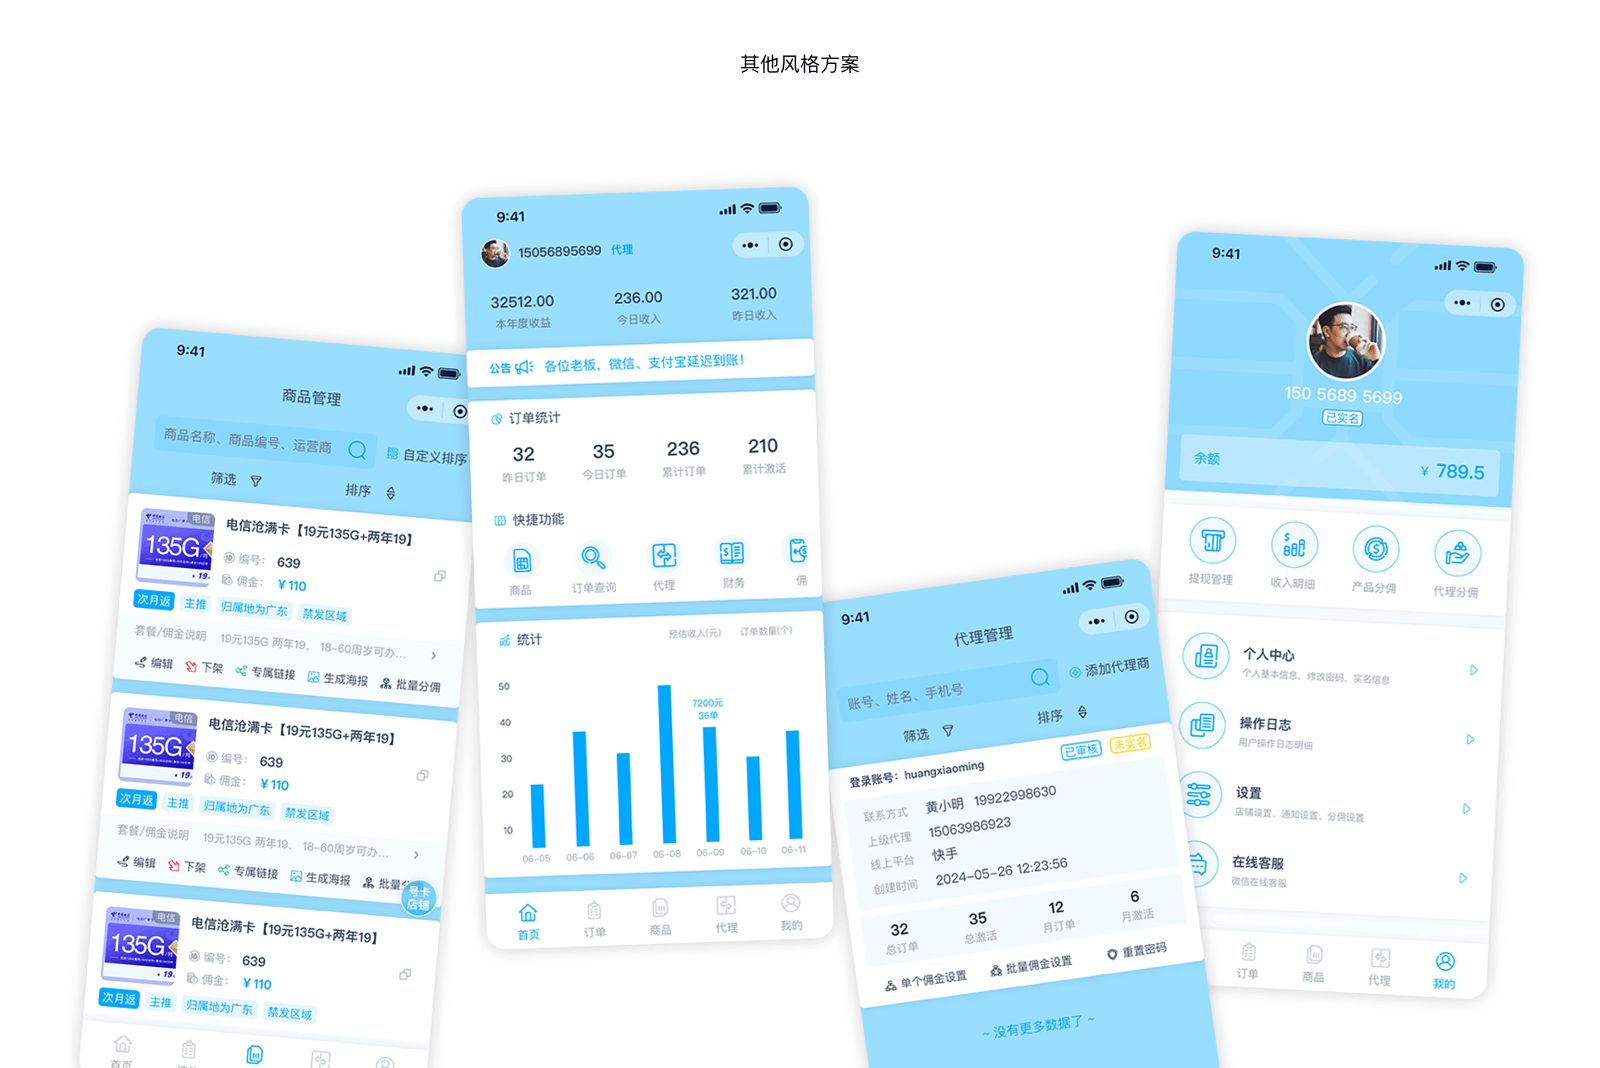 其他风格方案
9:41
商品管理
商品名称、商品编号、运营商
自定义排序
筛选
排序
电信
135G
19
电信沧满卡【19元135G+两年19】
编号： 639
佣金： ¥110
次月返 主推 归属地为广东 禁发区域
套餐/佣金说明 19元135G 两年19、 18-60周岁可办...
编辑 下架 专属链接 生成海报 批量分佣
电信
135G
19
电信沧满卡【19元135G+两年19】
编号： 639
佣金： ¥110
次月返 主推 归属地为广东 禁发区域
套餐/佣金说明 19元135G 两年19、 18-60周岁可办...
编辑 下架 专属链接 生成海报 批量分
号卡
店铺
电信
135G
19
电信沧满卡【19元135G+两年19】
编号： 639
佣金： ¥110
次月返 主推 归属地为广东 禁发区域
首页
9:41
15056895699 代理
32512.00 236.00 321.00
本年度收益 今日收入 昨日收入
公告 各位老板，微信、支付宝延迟到账！
订单统计
32 35 236 210
昨日订单 今日订单 累计订单 累计激活
快捷功能
商品 订单查询 代理 财务 佣
统计 预估收入(元) 订单数量(个)
50
40
30
20
10
7200元
36单
06-05 06-06 06-07 06-08 06-09 06-10 06-11
首页 订单 商品 代理 我的
9:41
代理管理
账号、姓名、手机号
添加代理商
筛选 排序
登录账号： huangxiaoming 已审核 未实名
联系方式 黄小明 19922998630
上级代理 15063986923
线上平台 快手
创建时间 2024-05-26 12:23:56
32 35 12 6
总订单 总激活 月订单 月激活
单个佣金设置 批量佣金设置 重置密码
~ 没有更多数据了 ~
9:41
150 5689 5699
已实名
余额 ¥ 789.5
提现管理 收入明细 产品分佣 代理分佣
个人中心
个人基本信息、修改密码、实名信息
操作日志
用户操作日志明细
设置
店铺设置、通知设置、分佣设置
在线客服
微信在线客服
订单 商品 代理 我的